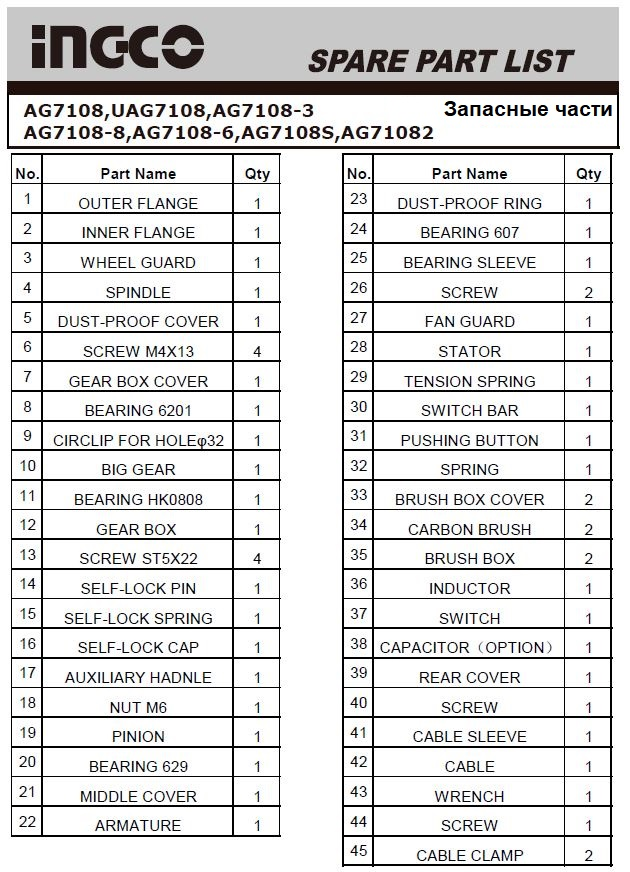 INGCO
SPARE PART LIST
AG7108,UAG7108,AG7108-3
Запасные части
AG7108-8,AG7108-6,AG7108S,AG71082
No. Part Name Qty
1 OUTER FLANGE 1
2 INNER FLANGE 1
3 WHEEL GUARD 1
4 SPINDLE 1
5 DUST-PROOF COVER 1
6 SCREW M4X13 4
7 GEAR BOX COVER 1
8 BEARING 6201 1
9 CIRCLIP FOR HOLEφ32 1
10 BIG GEAR 1
11 BEARING HK0808 1
12 GEAR BOX 1
13 SCREW ST5X22 4
14 SELF-LOCK PIN 1
15 SELF-LOCK SPRING 1
16 SELF-LOCK CAP 1
17 AUXILIARY HADNLE 1
18 NUT M6 1
19 PINION 1
20 BEARING 629 1
21 MIDDLE COVER 1
22 ARMATURE 1
No. Part Name Qty
23 DUST-PROOF RING 1
24 BEARING 607 1
25 BEARING SLEEVE 1
26 SCREW 2
27 FAN GUARD 1
28 STATOR 1
29 TENSION SPRING 1
30 SWITCH BAR 1
31 PUSHING BUTTON 1
32 SPRING 1
33 BRUSH BOX COVER 2
34 CARBON BRUSH 2
35 BRUSH BOX 2
36 INDUCTOR 1
37 SWITCH 1
38 CAPACITOR（OPTION） 1
39 REAR COVER 1
40 SCREW 1
41 CABLE SLEEVE 1
42 CABLE 1
43 WRENCH 1
44 SCREW 1
45 CABLE CLAMP 2